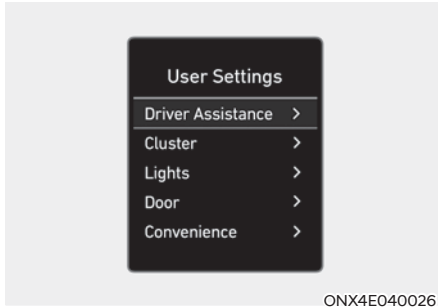 User Settings
Driver Assistance >
Cluster >
Lights >
Door >
Convenience >
ONX4E040026